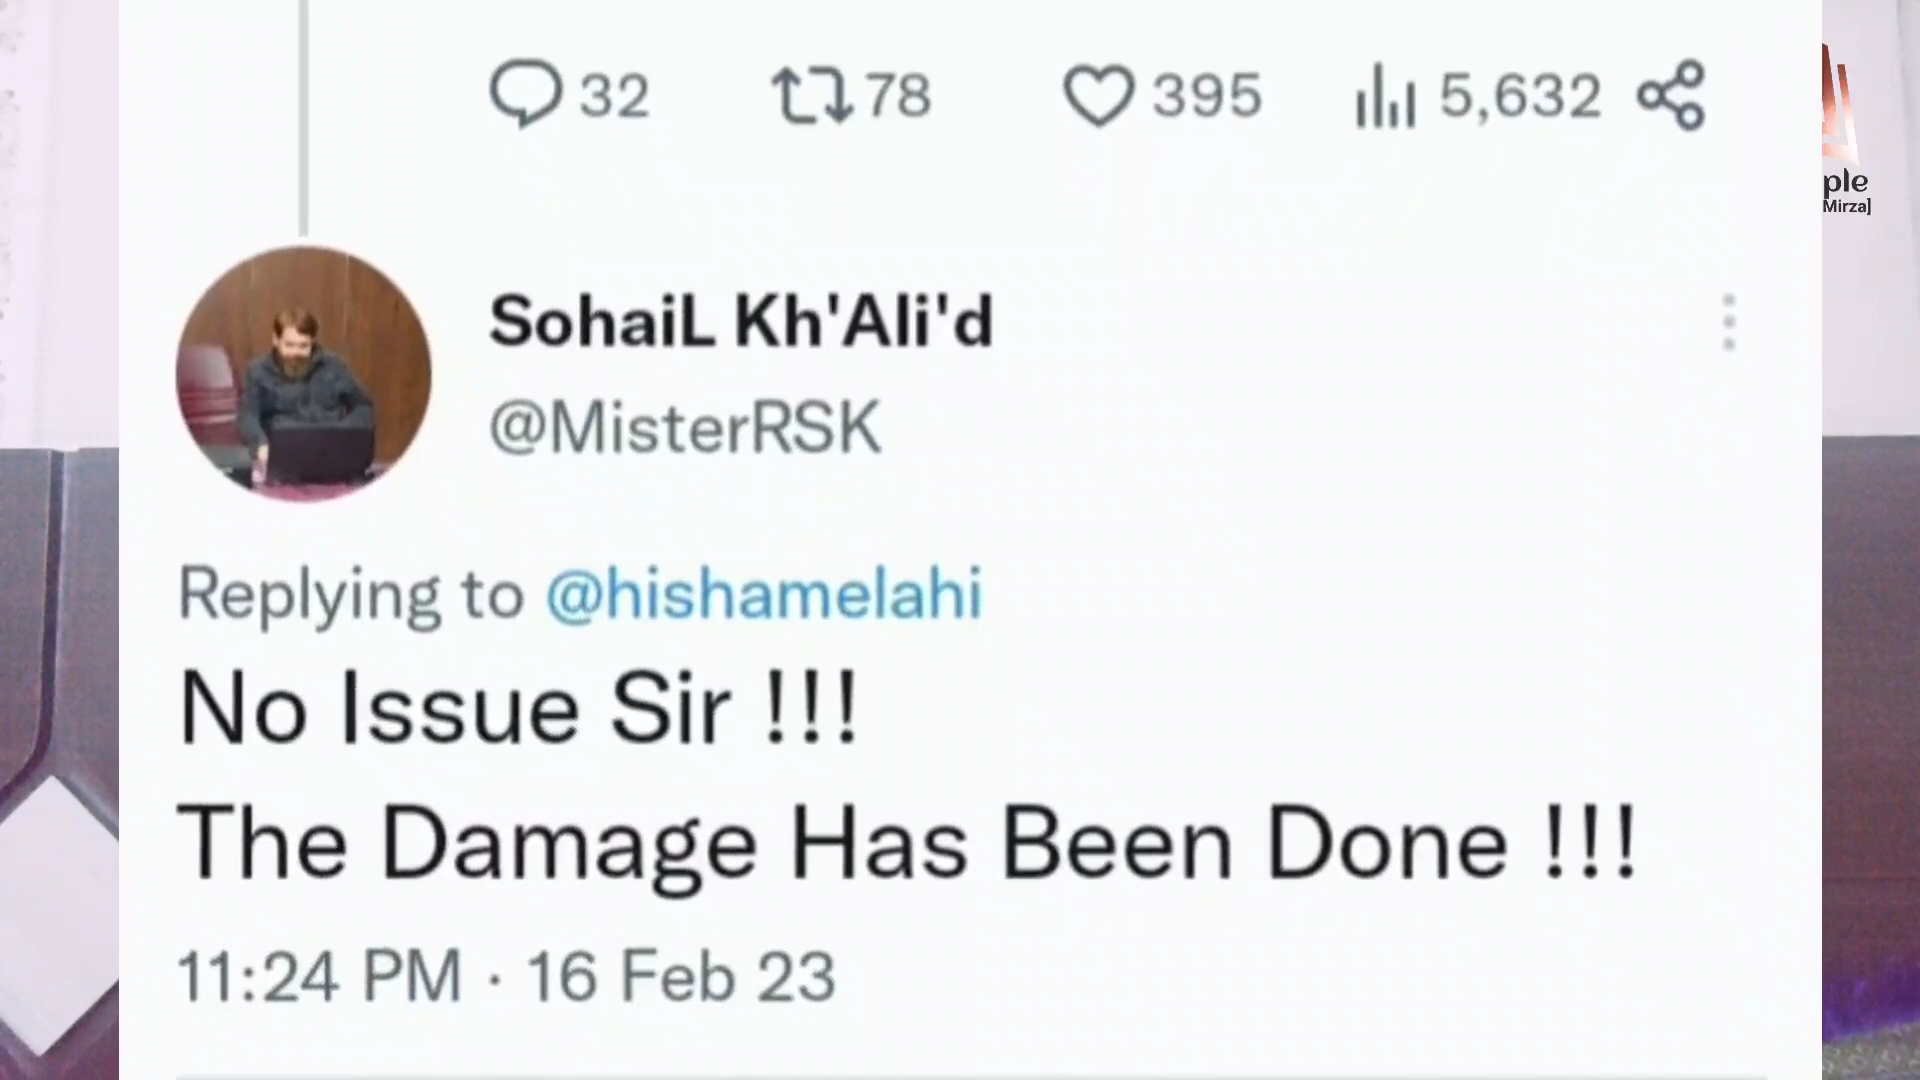 32 78 395 5,632
ple
Mirza]
SohaiL Kh'Ali'd
@MisterRSK
Replying to @hishamelahi
No Issue Sir !!!
The Damage Has Been Done !!!
11:24 PM · 16 Feb 23